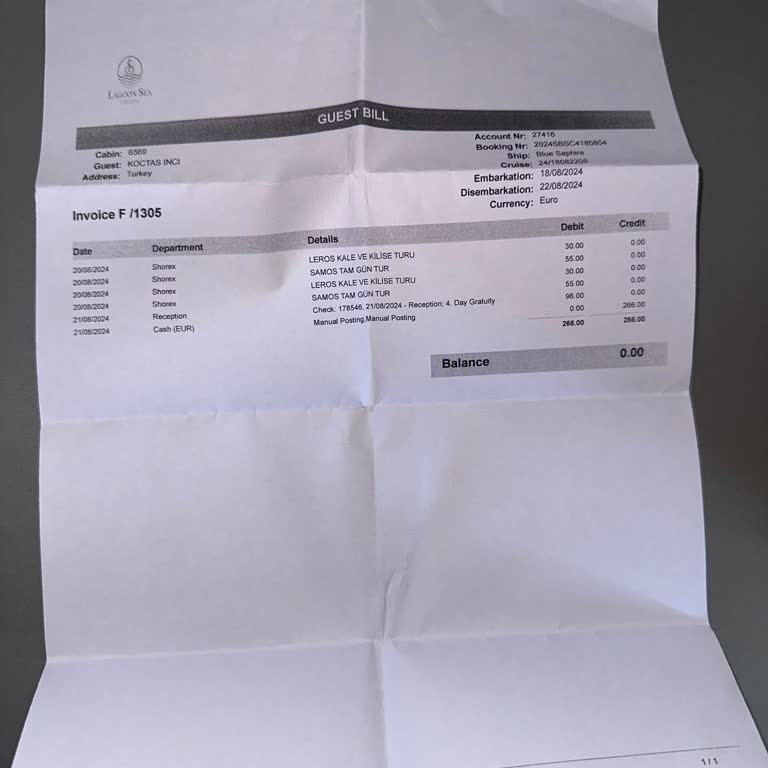 LAGOON SEA
CRUISES
GUEST BILL
Cabin: 6569
Guest: KOCTAS INCI
Address: Turkey
Account Nr: 27416
Booking Nr: 2024SBSC4180804
Ship: Blue Saphire
Cruise: 24/18082208
Embarkation: 18/08/2024
Disembarkation: 22/08/2024
Currency: Euro
Invoice F /1305
Date Department Details Debit Credit
20/08/2024 Shorex LEROS KALE VE KİLİSE TURU 30.00 0.00
20/08/2024 Shorex SAMOS TAM GÜN TUR 55.00 0.00
20/08/2024 Shorex LEROS KALE VE KİLİSE TURU 30.00 0.00
20/08/2024 Shorex SAMOS TAM GÜN TUR 55.00 0.00
21/08/2024 Reception Check: 178546, 21/08/2024 - Reception; 4. Day Gratuity 96.00 0.00
21/08/2024 Cash (EUR) Manual Posting,Manual Posting 0.00 266.00
266.00 266.00
Balance 0.00
1 / 1